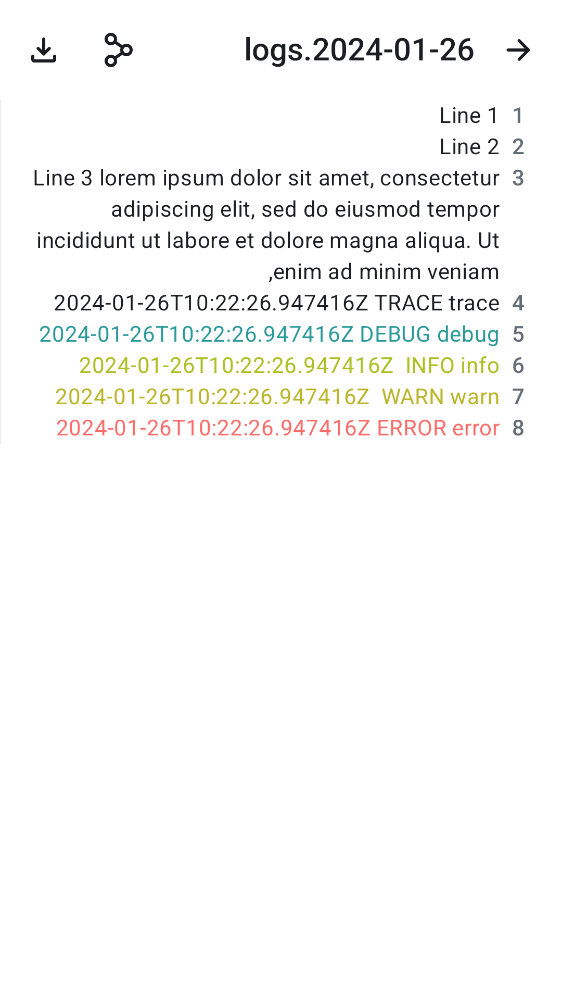 logs.2024-01-26
1 Line 1
2 Line 2
3 Line 3 lorem ipsum dolor sit amet, consectetur
adipiscing elit, sed do eiusmod tempor
incididunt ut labore et dolore magna aliqua. Ut
enim ad minim veniam,
4 2024-01-26T10:22:26.947416Z TRACE trace
5 2024-01-26T10:22:26.947416Z DEBUG debug
6 2024-01-26T10:22:26.947416Z  INFO info
7 2024-01-26T10:22:26.947416Z  WARN warn
8 2024-01-26T10:22:26.947416Z ERROR error